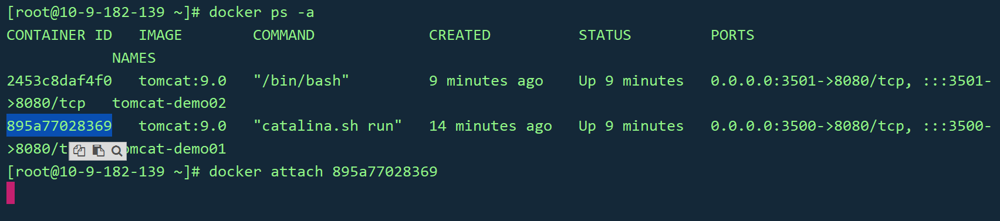 [root@10-9-182-139 ~]# docker ps -a
CONTAINER ID   IMAGE        COMMAND             CREATED          STATUS         PORTS
            NAMES
2453c8daf4f0   tomcat:9.0   "/bin/bash"         9 minutes ago    Up 9 minutes   0.0.0.0:3501->8080/tcp, :::3501-
>8080/tcp   tomcat-demo02
895a77028369   tomcat:9.0   "catalina.sh run"   14 minutes ago   Up 9 minutes   0.0.0.0:3500->8080/tcp, :::3500-
>8080/t omcat-demo01
[root@10-9-182-139 ~]# docker attach 895a77028369